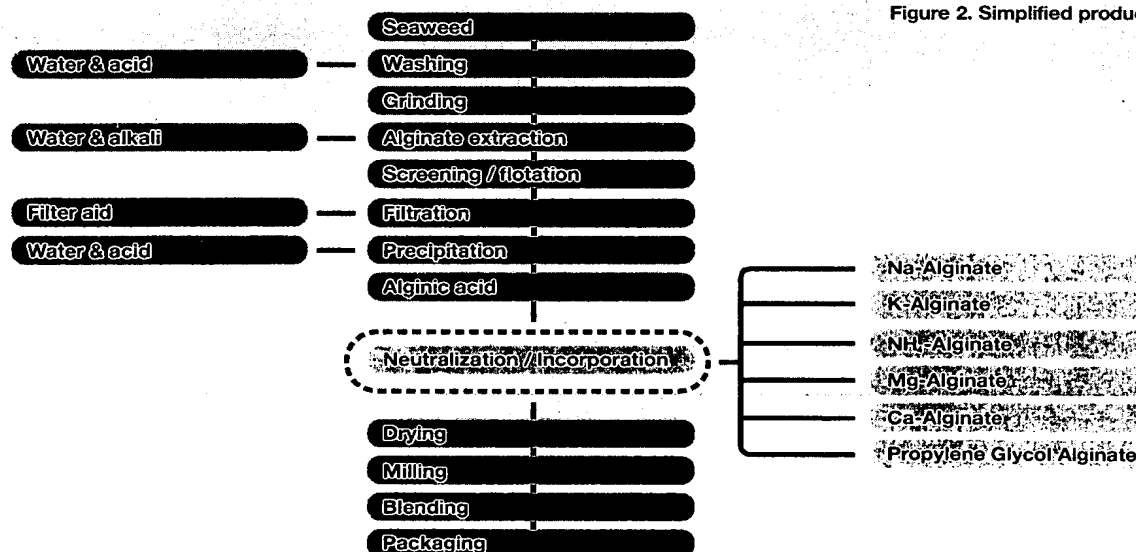 Figure 2. Simplified produc
Seaweed
Water & acid
Washing
Grinding
Water & alkali
Alginate extraction
Screening / flotation
Filter aid
Filtration
Water & acid
Precipitation
Alginic acid
Neutralization / Incorporation
Na-Alginate
K-Alginate
NH₄-Alginate
Mg-Alginate
Ca-Alginate
Propylene Glycol Alginate
Drying
Milling
Blending
Packaging